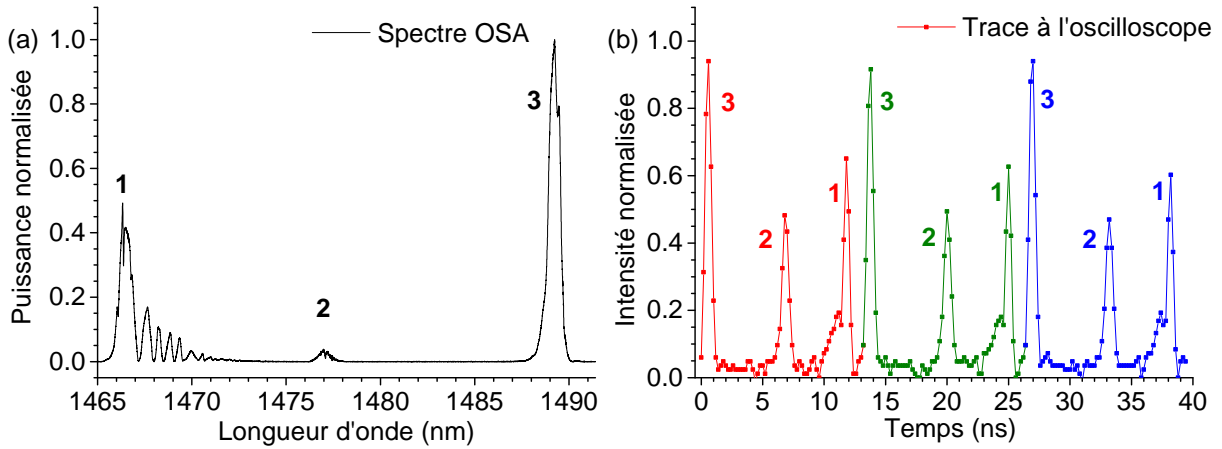 (a)
Spectre OSA
Puissance normalisée
1.0
0.8
0.6
0.4
0.2
0.0
1
2
3
1465 1470 1475 1480 1485 1490
Longueur d'onde (nm)
(b)
Trace à l'oscilloscope
Intensité normalisée
1.0
0.8
0.6
0.4
0.2
0.0
3 2 1 3 2 1 3 2 1
0 5 10 15 20 25 30 35 40
Temps (ns)